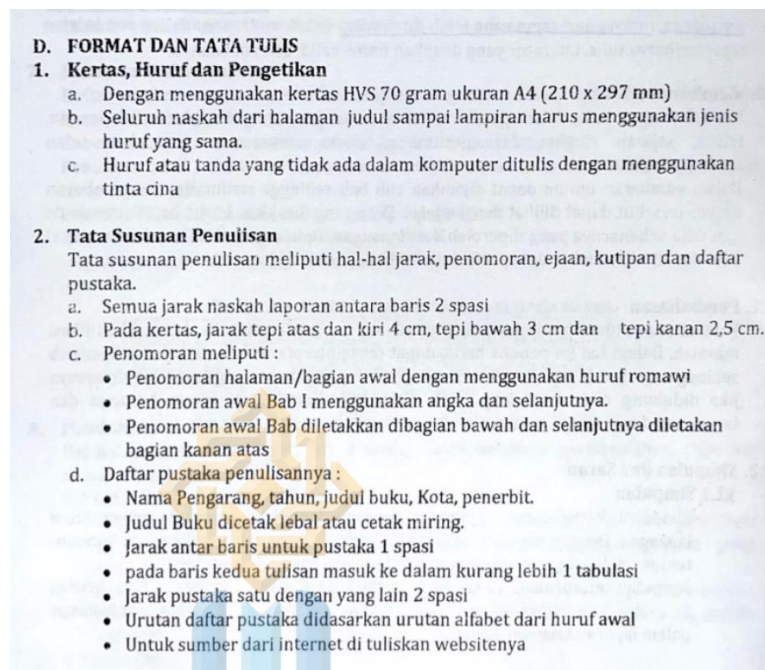 D. FORMAT DAN TATA TULIS
1. Kertas, Huruf dan Pengetikan
a. Dengan menggunakan kertas HVS 70 gram ukuran A4 (210 x 297 mm)
b. Seluruh naskah dari halaman judul sampai lampiran harus menggunakan jenis
huruf yang sama.
c. Huruf atau tanda yang tidak ada dalam komputer ditulis dengan menggunakan
tinta cina
2. Tata Susunan Penulisan
Tata susunan penulisan meliputi hal-hal jarak, penomoran, ejaan, kutipan dan daftar
pustaka.
a. Semua jarak naskah laporan antara baris 2 spasi
b. Pada kertas, jarak tepi atas dan kiri 4 cm, tepi bawah 3 cm dan tepi kanan 2,5 cm.
c. Penomoran meliputi :
• Penomoran halaman/bagian awal dengan menggunakan huruf romawi
• Penomoran awal Bab I menggunakan angka dan selanjutnya.
• Penomoran awal Bab diletakkan dibagian bawah dan selanjutnya diletakan
bagian kanan atas
d. Daftar pustaka penulisannya :
• Nama Pengarang, tahun, judul buku, Kota, penerbit.
• Judul Buku dicetak lebal atau cetak miring.
• Jarak antar baris untuk pustaka 1 spasi
• pada baris kedua tulisan masuk ke dalam kurang lebih 1 tabulasi
• Jarak pustaka satu dengan yang lain 2 spasi
• Urutan daftar pustaka didasarkan urutan alfabet dari huruf awal
• Untuk sumber dari internet di tuliskan websitenya